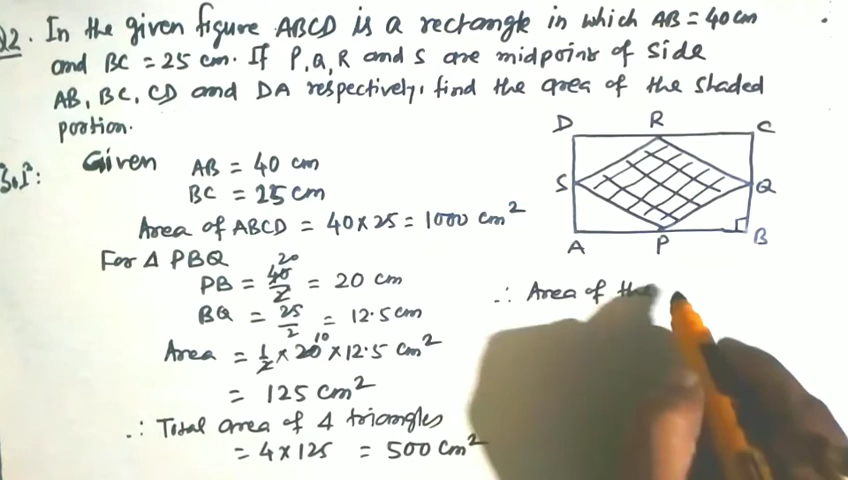 Q2. In the given figure ABCD is a rectangle in which AB = 40 cm
and BC = 25 cm. If P, Q, R and S are midpoints of side
AB, BC, CD and DA respectively, find the area of the shaded
portion.
Sol:
Given AB = 40 cm
BC = 25 cm
Area of ABCD = 40 × 25 = 1000 cm²
For Δ PBQ
PB = 40/2 20 = 20 cm
BQ = 25/2 = 12.5 cm
Area = 1/2 × 20 10 × 12.5 cm²
= 125 cm²
∴ Total area of 4 triangles
= 4 × 125 = 500 cm²
D R C
S Q
A P B
∴ Area of the